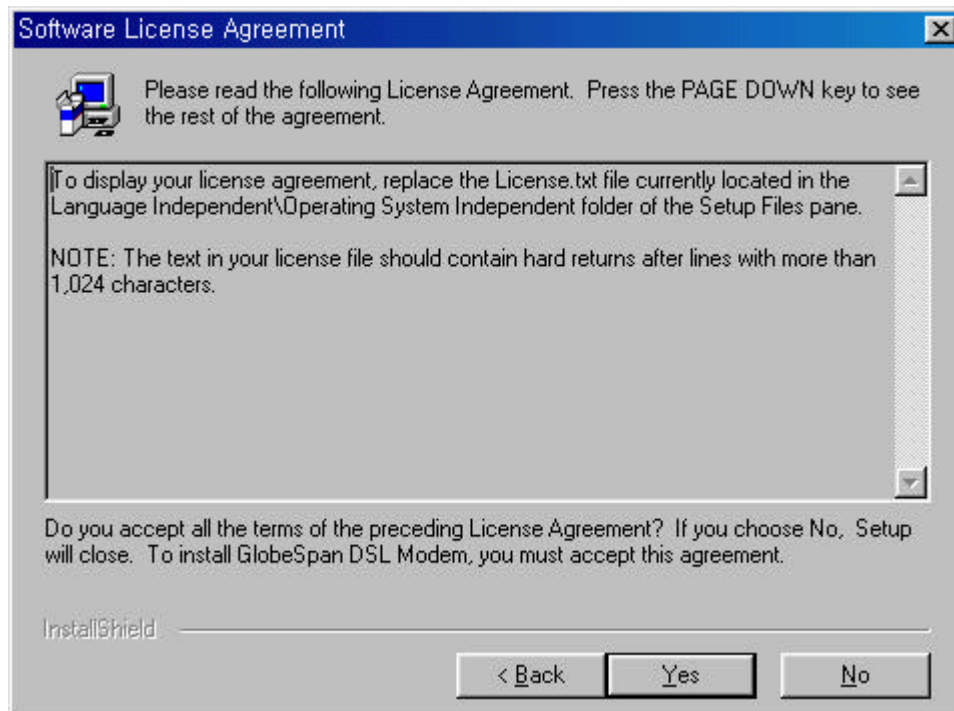 Software License Agreement
Please read the following License Agreement.  Press the PAGE DOWN key to see
the rest of the agreement.
To display your license agreement, replace the License.txt file currently located in the
Language Independent\Operating System Independent folder of the Setup Files pane.
NOTE: The text in your license file should contain hard returns after lines with more than
1,024 characters.
Do you accept all the terms of the preceding License Agreement?  If you choose No,  Setup
will close.  To install GlobeSpan DSL Modem, you must accept this agreement.
InstallShield
< Back
Yes
No